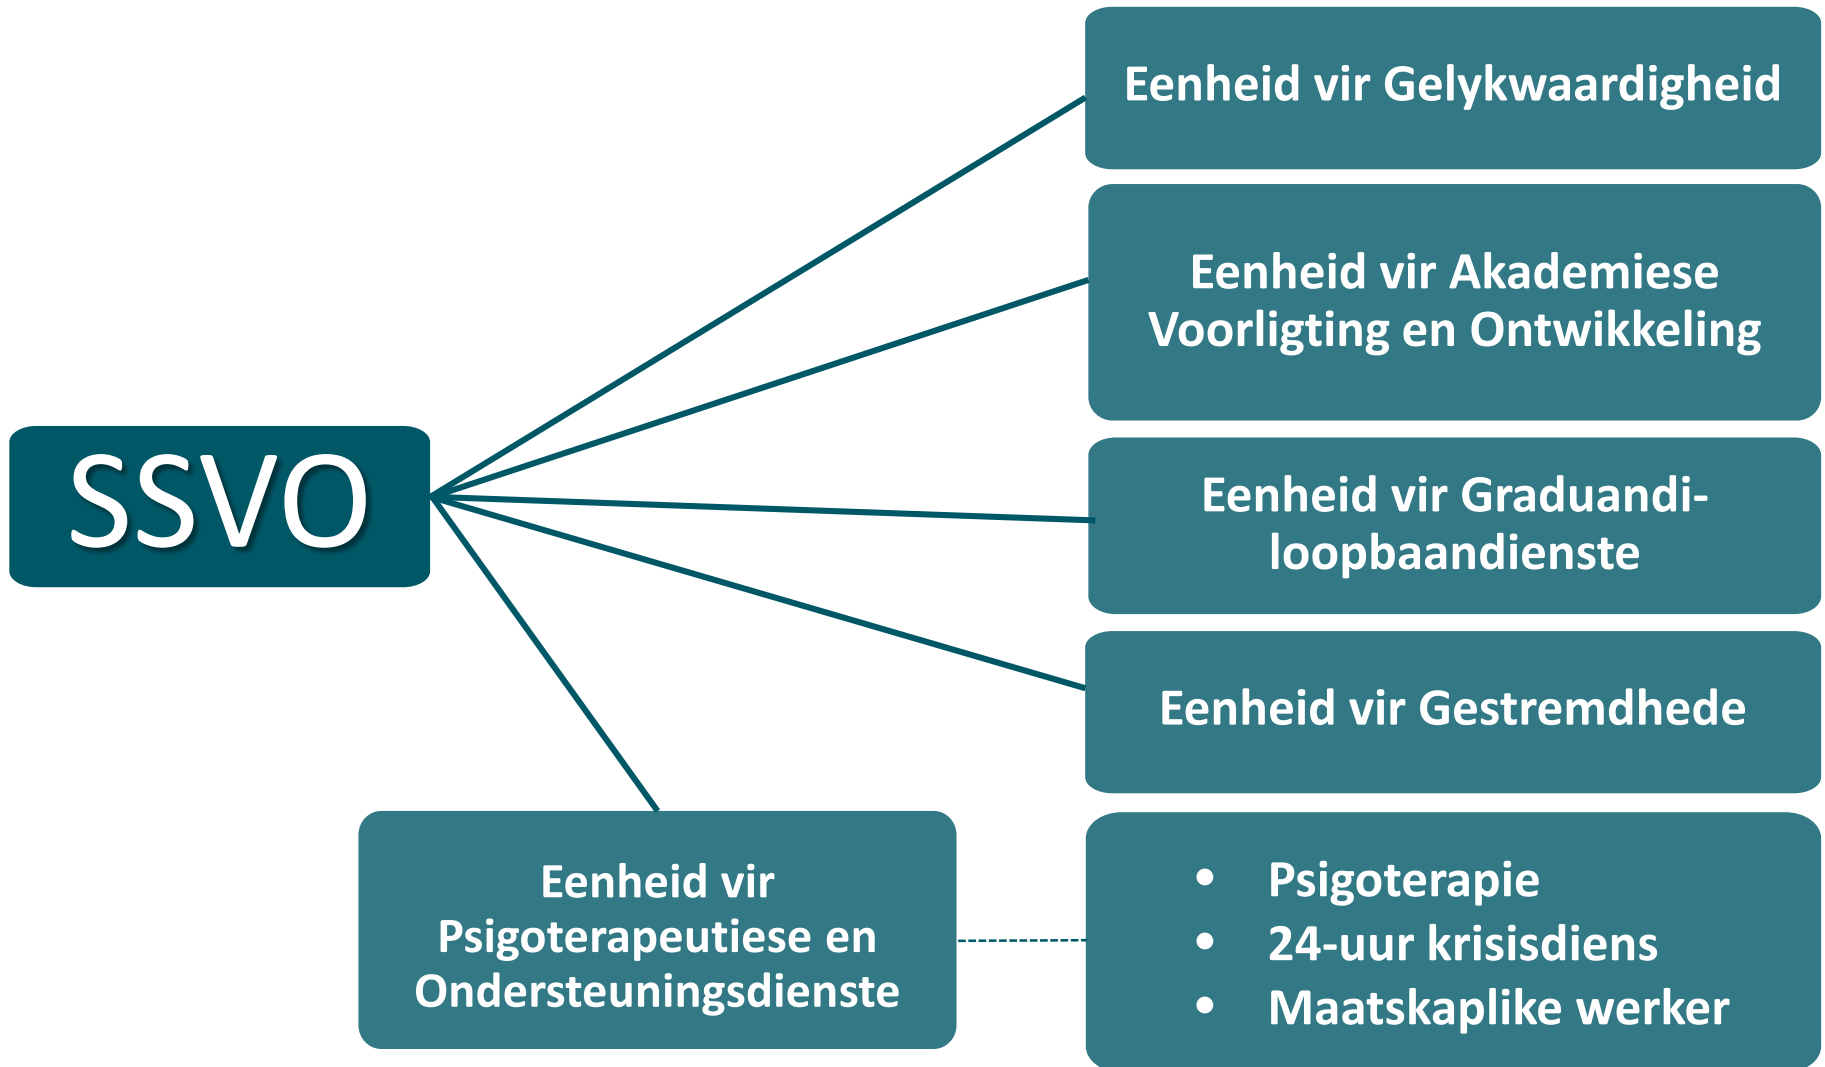 SSVO
Eenheid vir Gelykwaardigheid
Eenheid vir Akademiese
Voorligting en Ontwikkeling
Eenheid vir Graduandi-
loopbaandienste
Eenheid vir Gestremdhede
Eenheid vir
Psigoterapeutiese en
Ondersteuningsdienste
• Psigoterapie
• 24-uur krisisdiens
• Maatskaplike werker